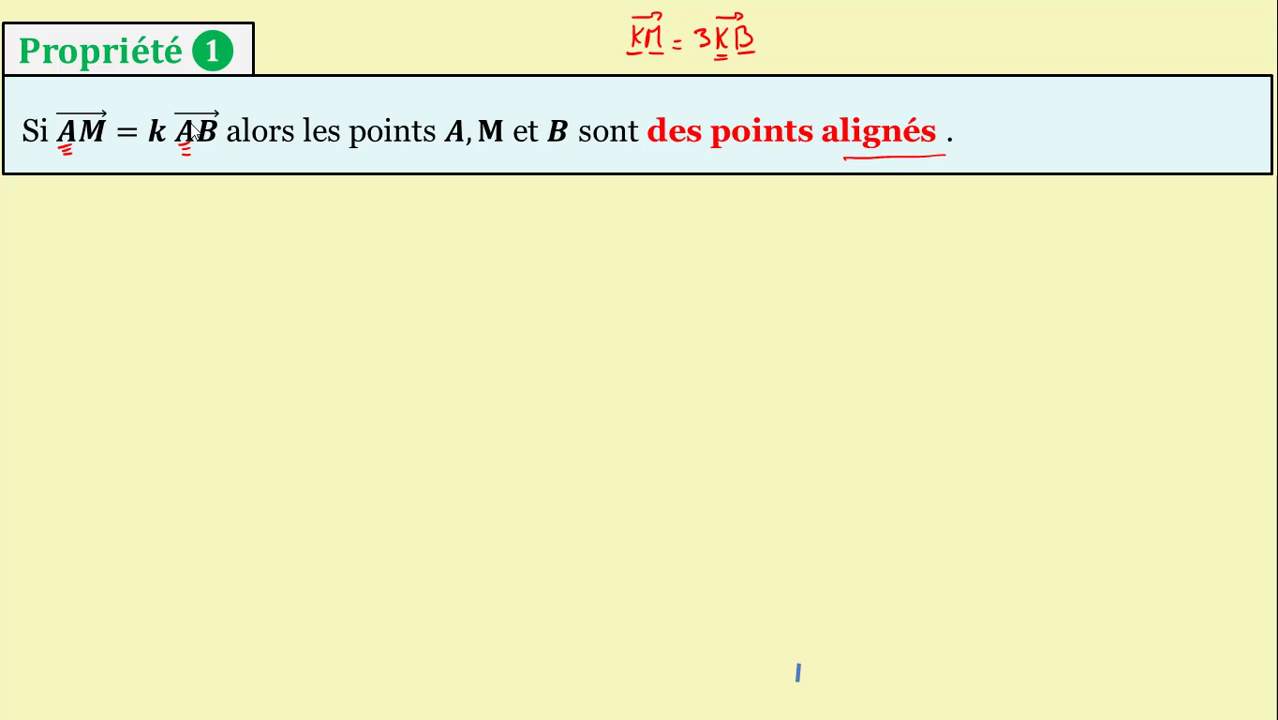 KM = 3KB
Propriété 1
Si AM = k AB alors les points A, M et B sont des points alignés .